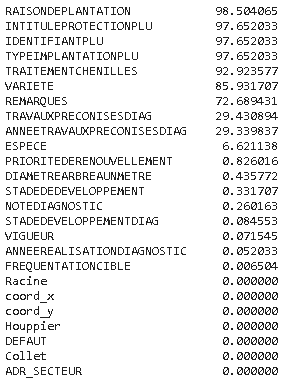 RAISONDEPLANTATION 98.504065
INTITULEPROTECTIONPLU 97.652033
IDENTIFIANTPLU 97.652033
TYPEIMPLANTATIONPLU 97.652033
TRAITEMENTCHENILLES 92.923577
VARIETE 85.931707
REMARQUES 72.689431
TRAVAUXPRECONISESDIAG 29.430894
ANNEETRAVAUXPRECONISESDIAG 29.339837
ESPECE 6.621138
PRIORITEDERENOUVELLEMENT 0.826016
DIAMETREARBREAUNMETRE 0.435772
STADEDEDEVELOPPEMENT 0.331707
NOTEDIAGNOSTIC 0.260163
STADEDEVELOPPEMENTDIAG 0.084553
VIGUEUR 0.071545
ANNEEREALISATIONDIAGNOSTIC 0.052033
FREQUENTATIONCIBLE 0.006504
Racine 0.000000
coord_x 0.000000
coord_y 0.000000
Houppier 0.000000
DEFAUT 0.000000
Collet 0.000000
ADR_SECTEUR 0.000000